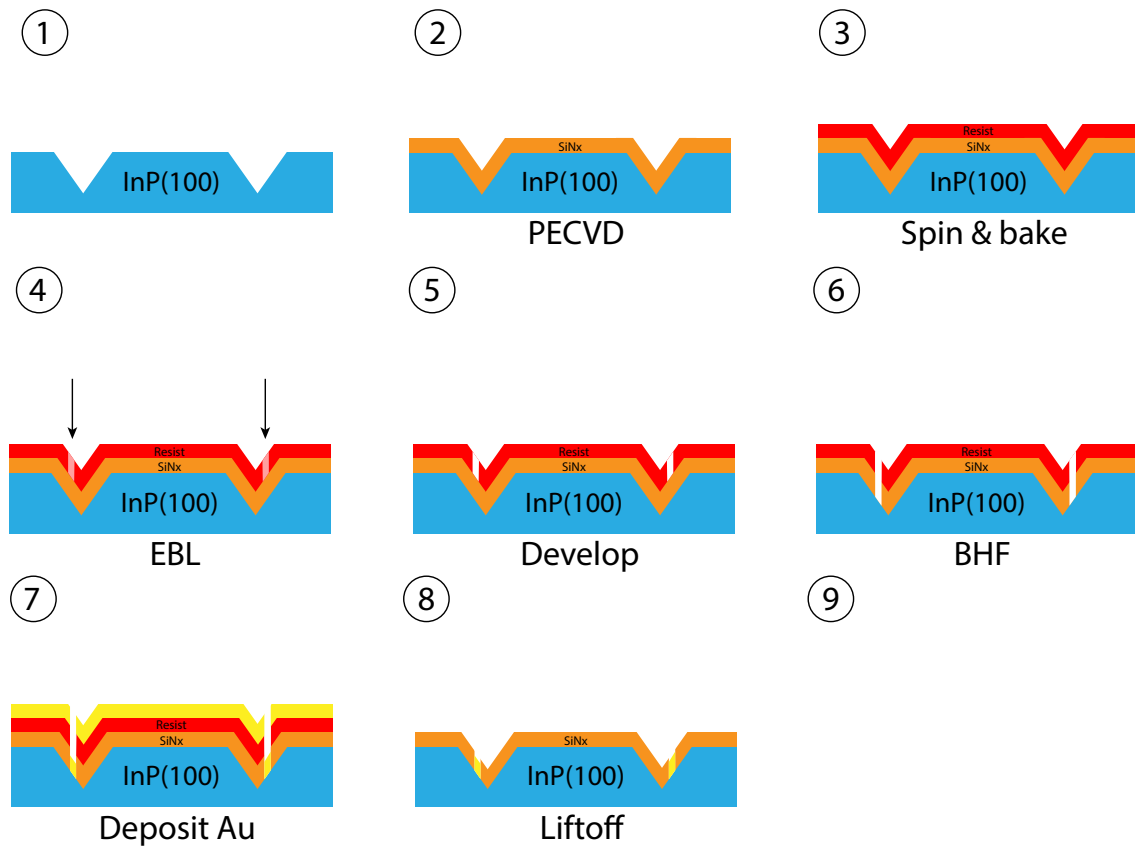 1
2
3
InP(100)
SiNx
InP(100)
PECVD
Resist
SiNx
InP(100)
Spin & bake
4
5
6
Resist
SiNx
InP(100)
EBL
Resist
SiNx
InP(100)
Develop
Resist
SiNx
InP(100)
BHF
7
8
9
Resist
SiNx
InP(100)
Deposit Au
SiNx
InP(100)
Liftoff